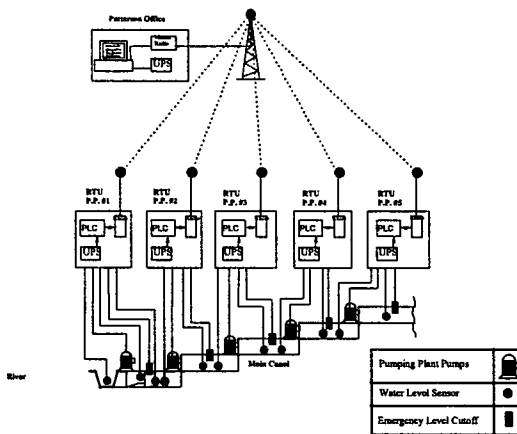 Patterson Office
Master
Radio
UPS
RTU
P.P. #1
RTU
P.P. #2
RTU
P.P. #3
RTU
P.P. #4
RTU
P.P. #5
PLC
PLC
PLC
PLC
PLC
UPS
UPS
UPS
UPS
UPS
River
Main Canal
Pumping Plant Pumps
Water Level Sensor
Emergency Level Cutoff